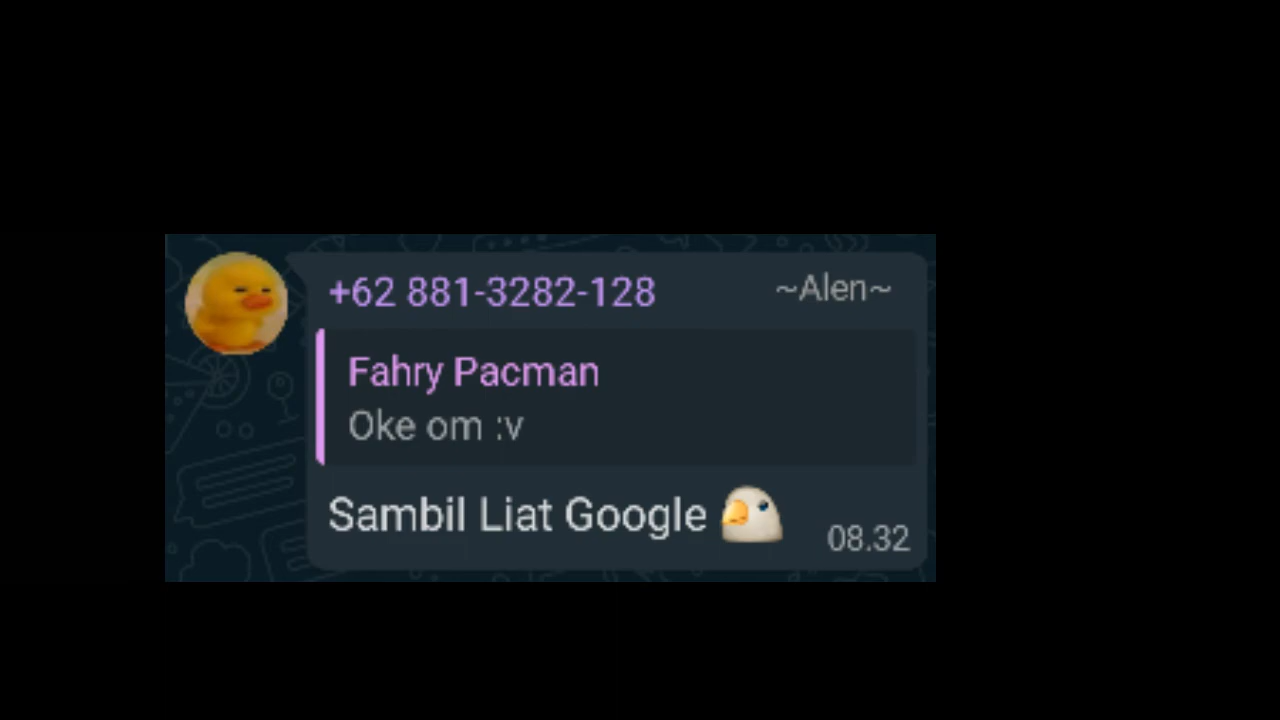 +62 881-3282-128 ~Alen~
Fahry Pacman
Oke om :v
Sambil Liat Google
08.32